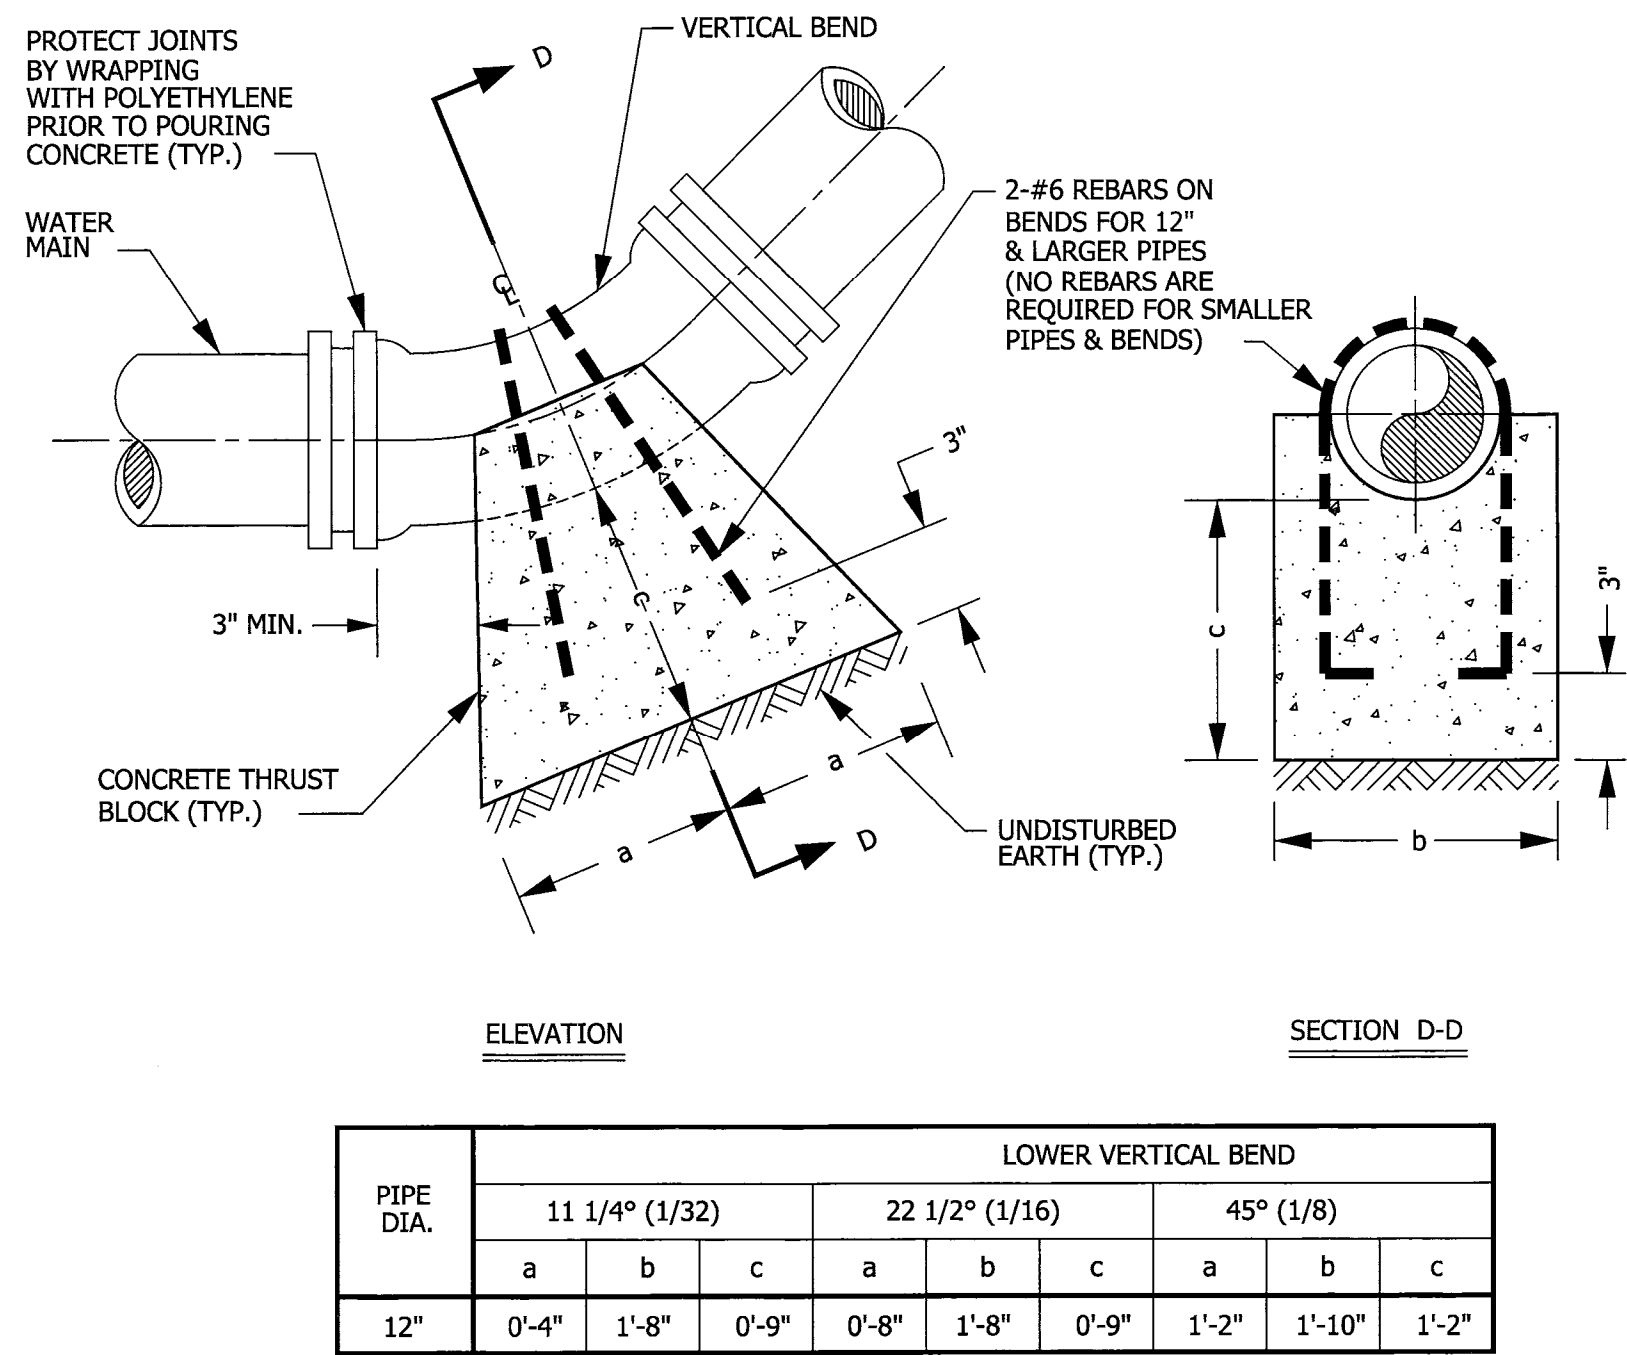 VERTICAL BEND
D
PROTECT JOINTS
BY WRAPPING
WITH POLYETHYLENE
PRIOR TO POURING
CONCRETE (TYP.)
WATER
MAIN
2-#6 REBARS ON
BENDS FOR 12"
& LARGER PIPES
(NO REBARS ARE
REQUIRED FOR SMALLER
PIPES & BENDS)
CL
3"
3" MIN.
c
c
3"
CONCRETE THRUST
BLOCK (TYP.)
a
a
D
UNDISTURBED
EARTH (TYP.)
b
ELEVATION
SECTION D-D
PIPE
DIA.
LOWER VERTICAL BEND
11 1/4° (1/32) 22 1/2° (1/16) 45° (1/8)
a b c a b c a b c
12" 0'-4" 1'-8" 0'-9" 0'-8" 1'-8" 0'-9" 1'-2" 1'-10" 1'-2"